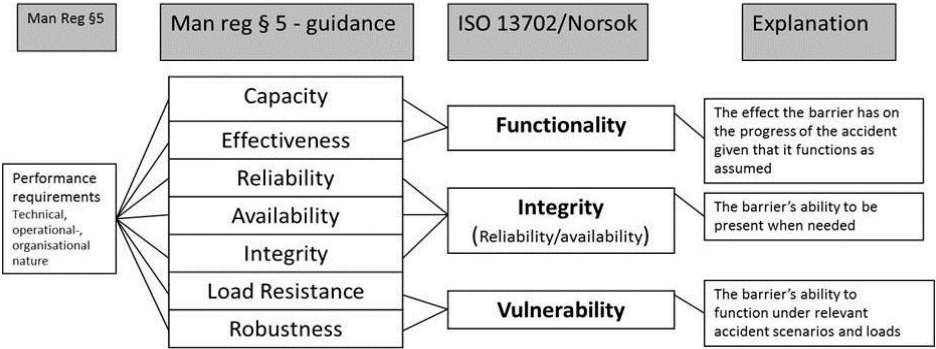 Man Reg §5
Man reg § 5 - guidance
ISO 13702/Norsok
Explanation
Performance
requirements
Technical,
operational-,
organisational
nature
Capacity
Effectiveness
Reliability
Availability
Integrity
Load Resistance
Robustness
Functionality
Integrity
(Reliability/availability)
Vulnerability
The effect the barrier has on
the progress of the accident
given that it functions as
assumed
The barrier's ability to be
present when needed
The barrier's ability to
function under relevant
accident scenarios and loads